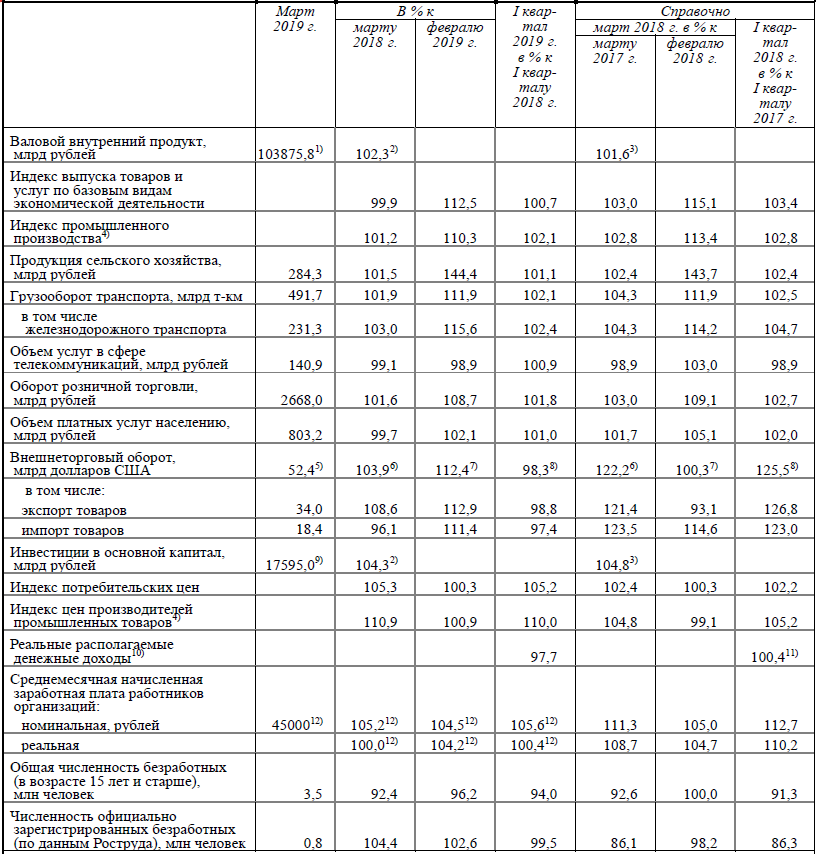 Март 2019 г. | В % к | I квартал 2019 г. в % к I кварталу 2018 г. | Справочно
марту 2018 г. | февралю 2019 г. | март 2018 г. в % к | I квартал 2018 г. в % к I кварталу 2017 г.
марту 2017 г. | февралю 2018 г.
Валовой внутренний продукт,
млрд рублей 103875,8¹⁾ 102,3²⁾ 101,6³⁾
Индекс выпуска товаров и
услуг по базовым видам
экономической деятельности 99,9 112,5 100,7 103,0 115,1 103,4
Индекс промышленного
производства⁴⁾ 101,2 110,3 102,1 102,8 113,4 102,8
Продукция сельского хозяйства,
млрд рублей 284,3 101,5 144,4 101,1 102,4 143,7 102,4
Грузооборот транспорта, млрд т-км 491,7 101,9 111,9 102,1 104,3 111,9 102,5
в том числе
железнодорожного транспорта 231,3 103,0 115,6 102,4 104,3 114,2 104,7
Объем услуг в сфере
телекоммуникаций, млрд рублей 140,9 99,1 98,9 100,9 98,9 103,0 98,9
Оборот розничной торговли,
млрд рублей 2668,0 101,6 108,7 101,8 103,0 109,1 102,7
Объем платных услуг населению,
млрд рублей 803,2 99,7 102,1 101,0 101,7 105,1 102,0
Внешнеторговый оборот,
млрд долларов США 52,4⁵⁾ 103,9⁶⁾ 112,4⁷⁾ 98,3⁸⁾ 122,2⁶⁾ 100,3⁷⁾ 125,5⁸⁾
в том числе:
экспорт товаров 34,0 108,6 112,9 98,8 121,4 93,1 126,8
импорт товаров 18,4 96,1 111,4 97,4 123,5 114,6 123,0
Инвестиции в основной капитал,
млрд рублей 17595,0⁹⁾ 104,3²⁾ 104,8³⁾
Индекс потребительских цен 105,3 100,3 105,2 102,4 100,3 102,2
Индекс цен производителей
промышленных товаров⁴⁾ 110,9 100,9 110,0 104,8 99,1 105,2
Реальные располагаемые
денежные доходы¹⁰⁾ 97,7 100,4¹¹⁾
Среднемесячная начисленная
заработная плата работников
организаций:
номинальная, рублей 45000¹²⁾ 105,2¹²⁾ 104,5¹²⁾ 105,6¹²⁾ 111,3 105,0 112,7
реальная 100,0¹²⁾ 104,2¹²⁾ 100,4¹²⁾ 108,7 104,7 110,2
Общая численность безработных
(в возрасте 15 лет и старше),
млн человек 3,5 92,4 96,2 94,0 92,6 100,0 91,3
Численность официально
зарегистрированных безработных
(по данным Роструда), млн человек 0,8 104,4 102,6 99,5 86,1 98,2 86,3